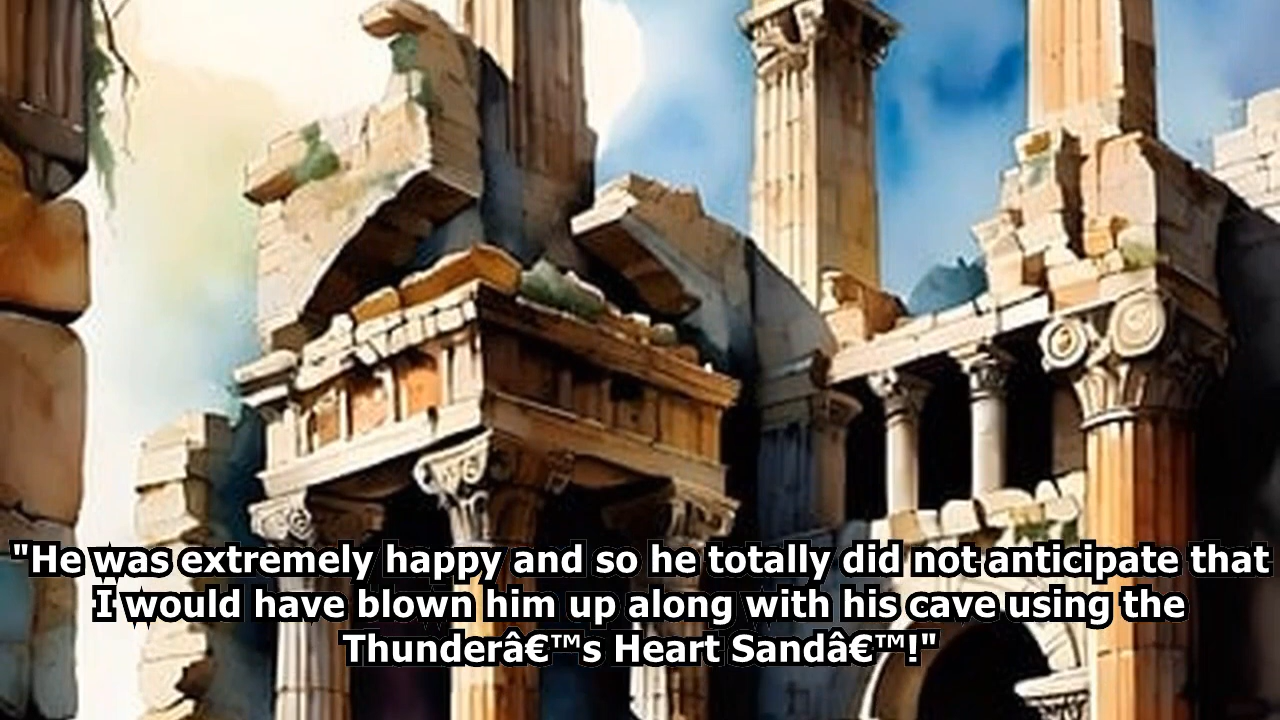 "He was extremely happy and so he totally did not anticipate that
I would have blown him up along with his cave using the
Thunderâ€™s Heart Sandâ€™!"